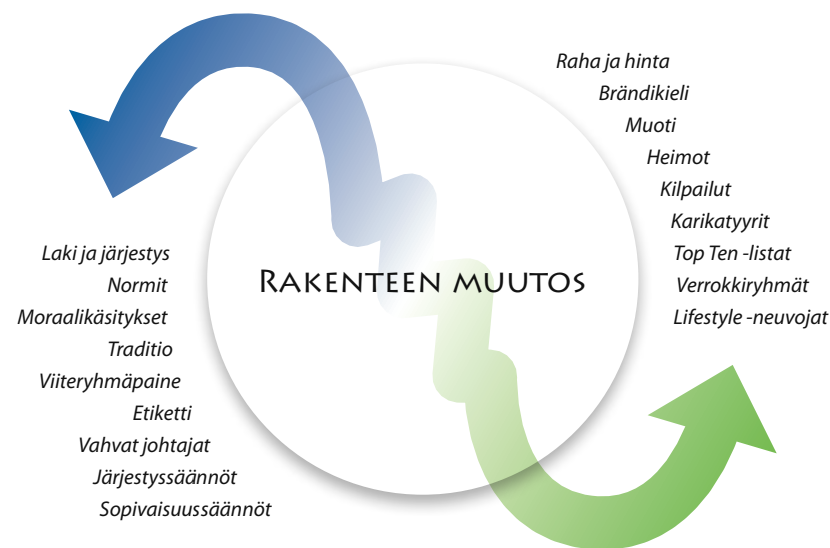 Raha ja hinta
Brändikieli
Muoti
Heimot
Kilpailut
Karikatyyrit
Top Ten -listat
Verrokkiryhmät
Lifestyle -neuvojat
Rakenteen muutos
Laki ja järjestys
Normit
Moraalikäsitykset
Traditio
Viiteryhmäpaine
Etiketti
Vahvat johtajat
Järjestyssäännöt
Sopivaisuussäännöt